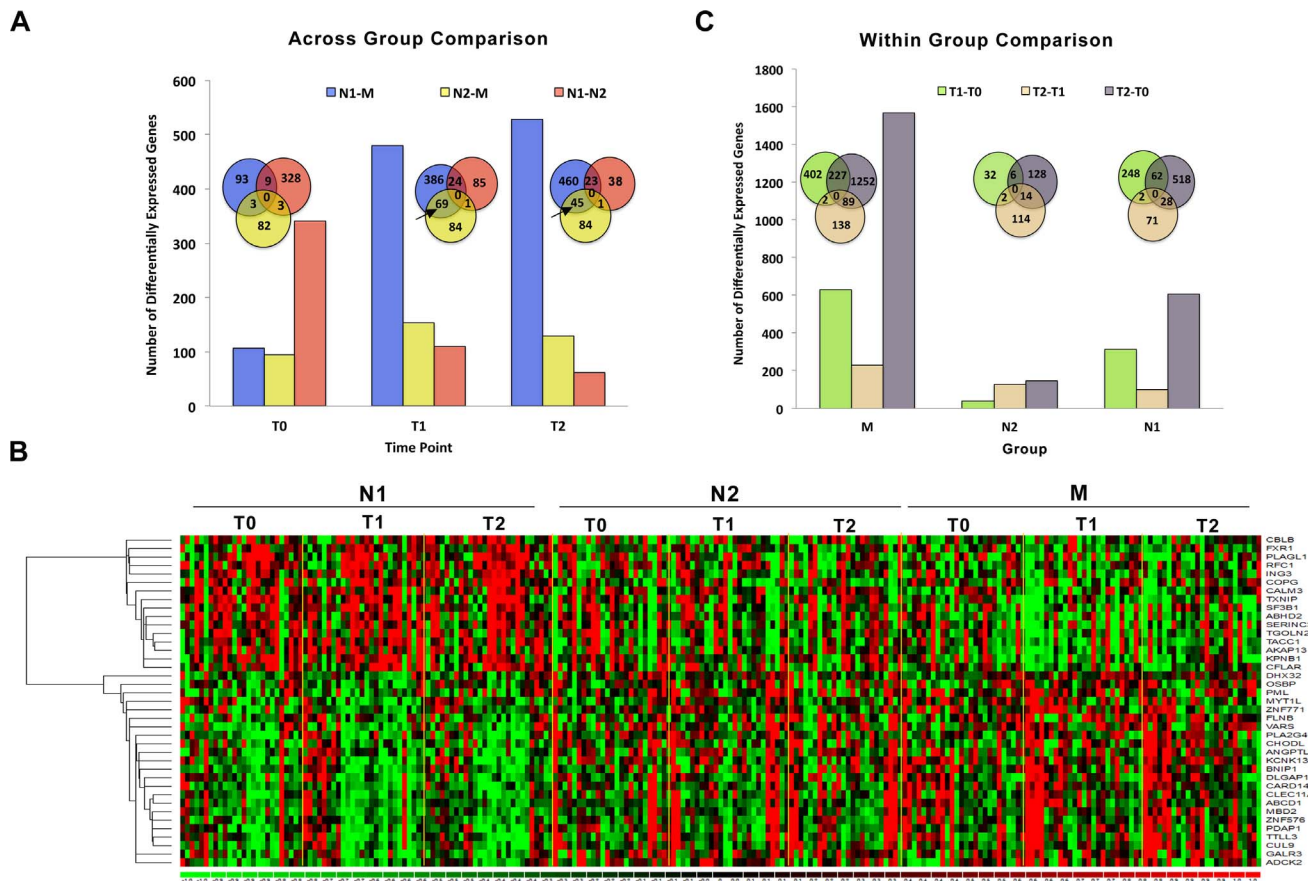 A
Across Group Comparison
Number of Differentially Expressed Genes
600
500
400
300
200
100
0
N1-M
N2-M
N1-N2
93
9
328
0
3
3
82
386
24
85
0
69
1
84
460
23
38
0
45
1
84
T0
T1
T2
Time Point
C
Within Group Comparison
Number of Differentially Expressed Genes
1800
1600
1400
1200
1000
800
600
400
200
0
T1-T0
T2-T1
T2-T0
402
227
1252
2
0
89
138
32
6
128
0
2
14
114
248
62
518
2
0
28
71
M
N2
N1
Group
B
N1
N2
M
T0
T1
T2
T0
T1
T2
T0
T1
T2
CBLB
FXR1
PLAGL1
RFC1
ING3
COPG
CALM3
TXNIP
SF3B1
ABHD2
TGOLN2
TACC1
AKAP13
KPNB1
CFLAR
DHX32
OSBP
PML
MYT1L
ZNF771
FLNB
VARS
PLA2G4
CHODL
ANGPTL
KCNK13
BNIP1
DLGAP1
CARD14
ABCD1
MBD2
ZNF576
PDAP1
TTLL3
CUL9
GALR3
ADCK2